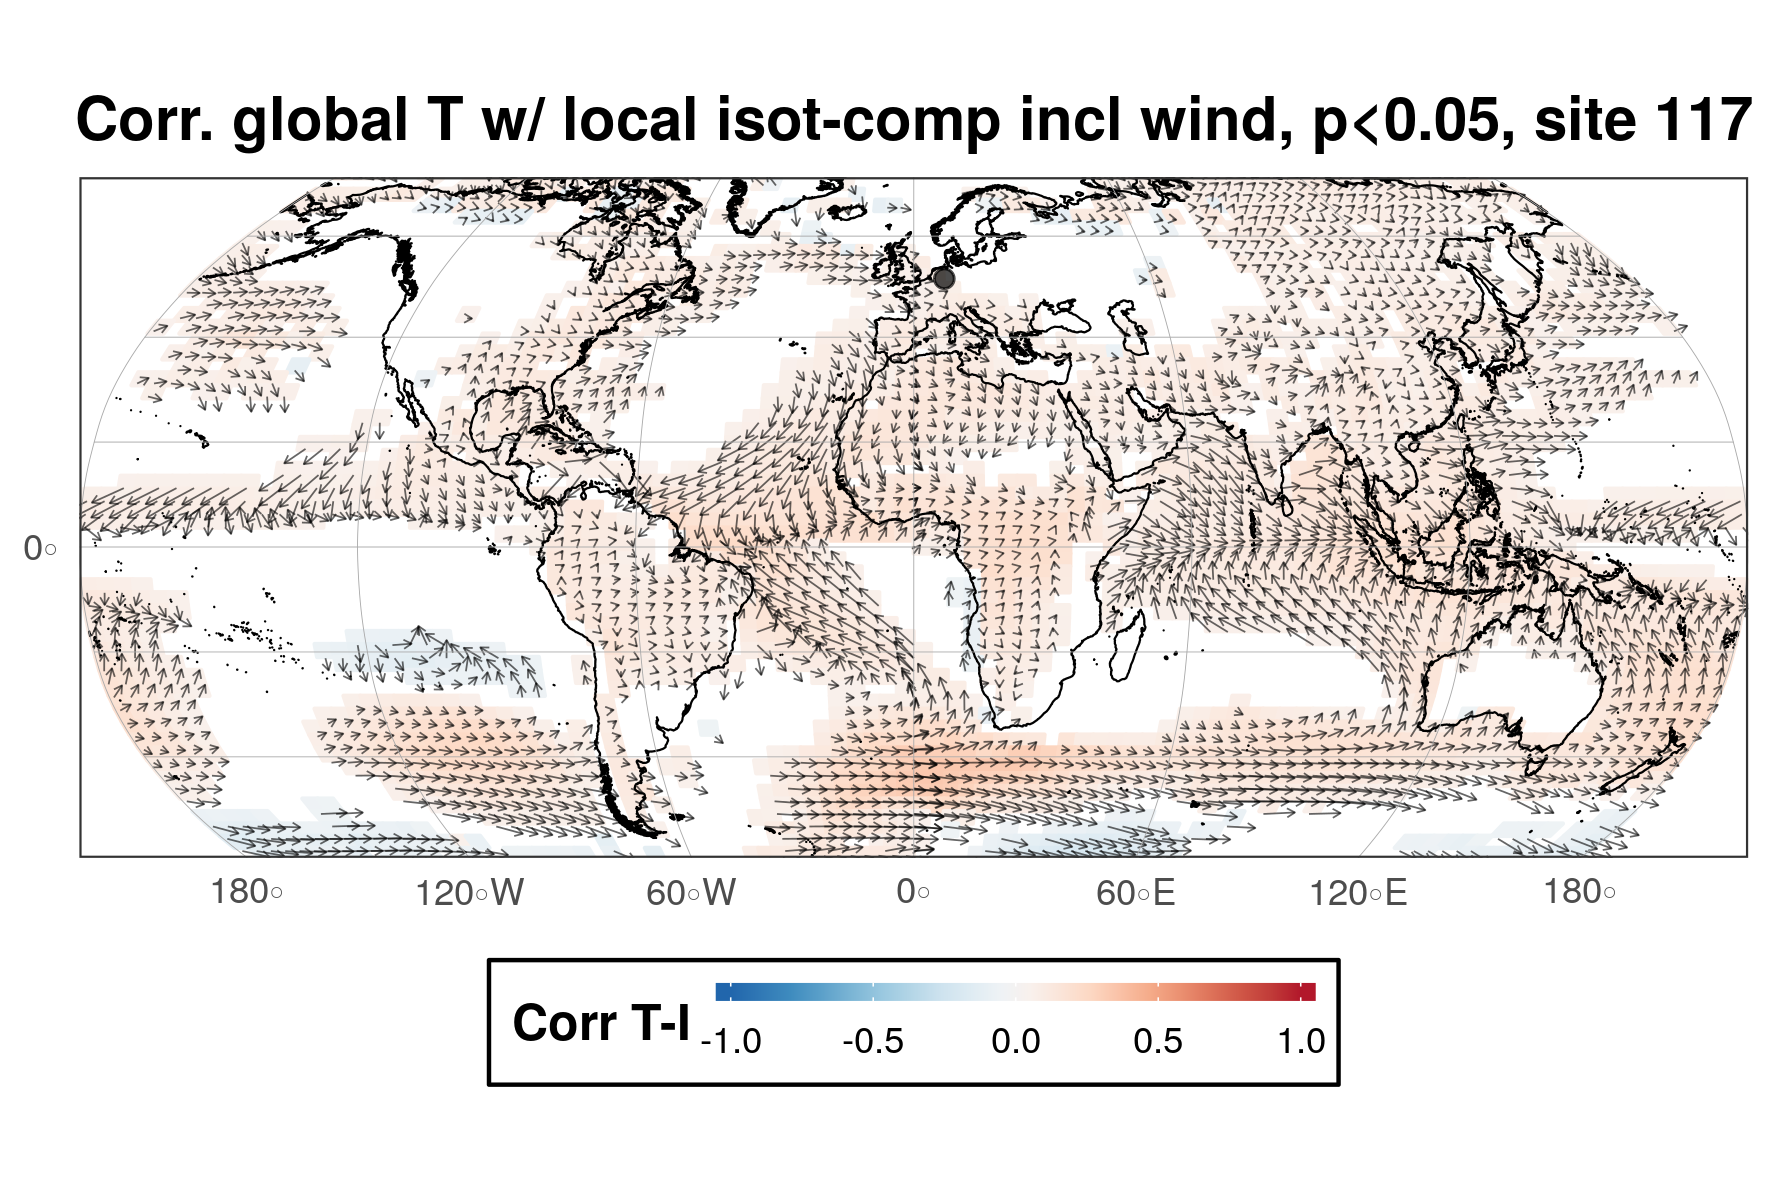 Corr. global T w/ local isot-comp incl wind, p<0.05, site 117
0°
180° 120°W 60°W 0° 60°E 120°E 180°
Corr T-I
-1.0 -0.5 0.0 0.5 1.0